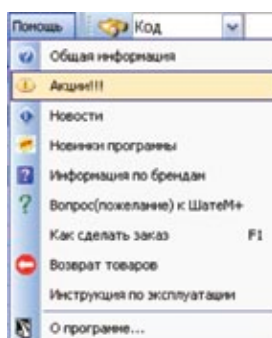 Помощь Код
Общая информация
Акции!!!
Новости
Новинки программы
Информация по брендам
Вопрос(пожелание) к ШатеМ+
Как сделать заказ F1
Возврат товаров
Инструкция по эксплуатации
О программе...